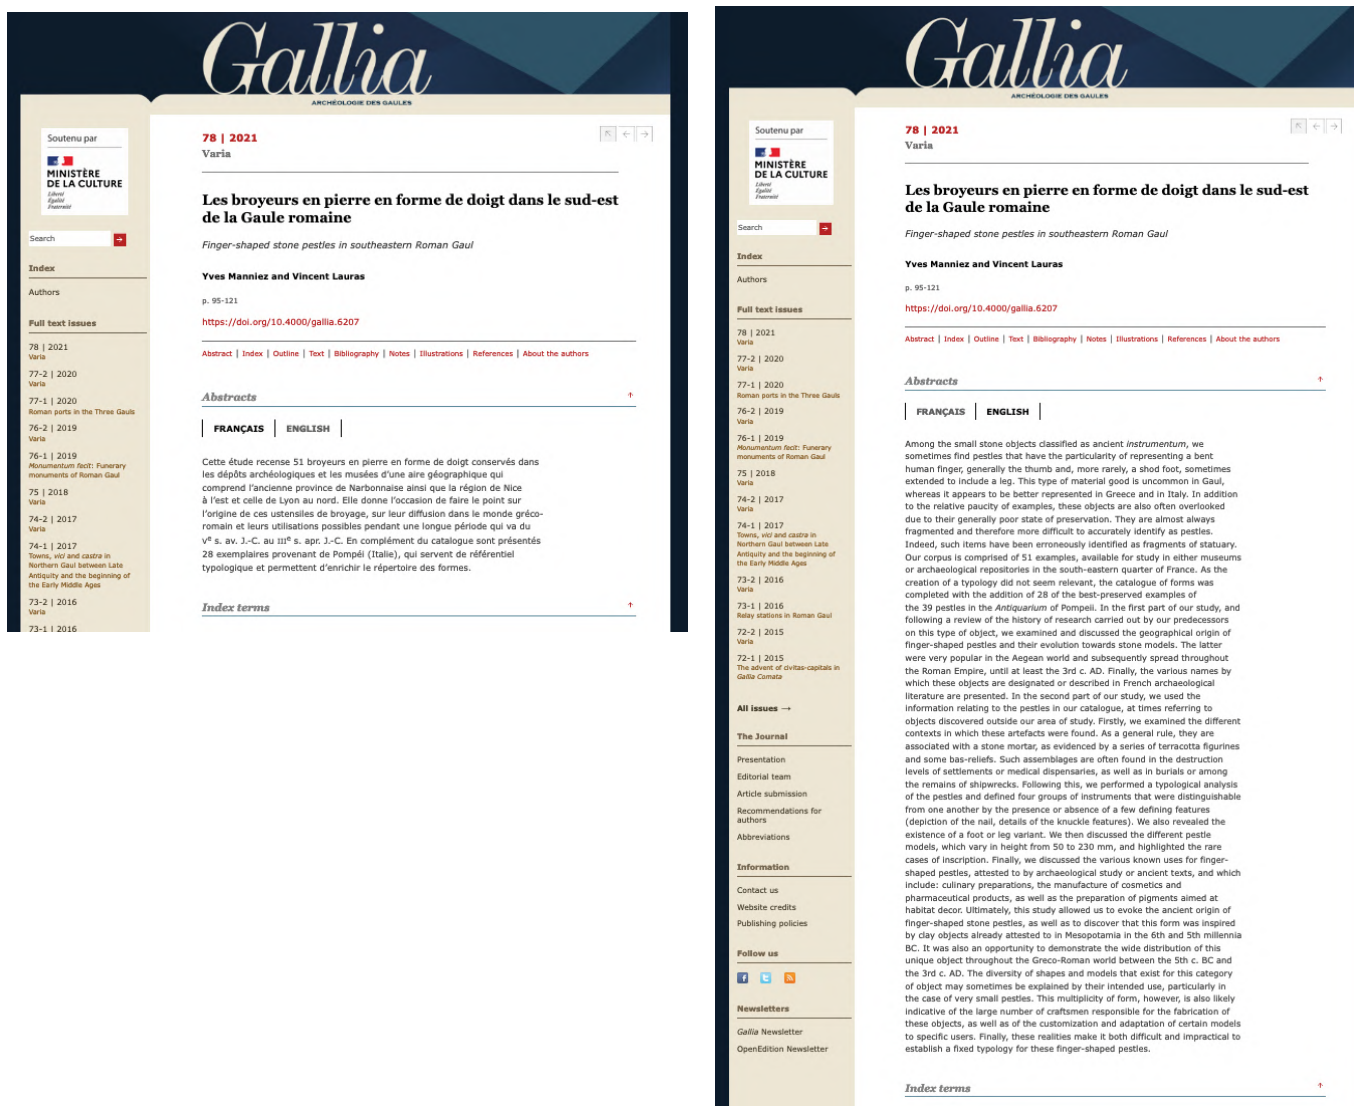 Gallia
ARCHÉOLOGIE DES GAULES
Soutenu par
MINISTÈRE
DE LA CULTURE
Liberté
Égalité
Fraternité
Search
Index
Authors
Full text issues
78 | 2021
Varia
77-2 | 2020
Varia
77-1 | 2020
Roman ports in the Three Gauls
76-2 | 2019
Varia
76-1 | 2019
Monumentum fecit: Funerary
monuments of Roman Gaul
75 | 2018
Varia
74-2 | 2017
Varia
74-1 | 2017
Towns, vici and castra in
Northern Gaul between Late
Antiquity and the beginning of
the Early Middle Ages
73-2 | 2016
Varia
73-1 | 2016
78 | 2021
Varia
Les broyeurs en pierre en forme de doigt dans le sud-est
de la Gaule romaine
Finger-shaped stone pestles in southeastern Roman Gaul
Yves Manniez and Vincent Lauras
p. 95-121
https://doi.org/10.4000/gallia.6207
Abstract | Index | Outline | Text | Bibliography | Notes | Illustrations | References | About the authors
Abstracts
FRANÇAIS | ENGLISH
Cette étude recense 51 broyeurs en pierre en forme de doigt conservés dans
les dépôts archéologiques et les musées d’une aire géographique qui
comprend l’ancienne province de Narbonnaise ainsi que la région de Nice
à l’est et celle de Lyon au nord. Elle donne l’occasion de faire le point sur
l’origine de ces ustensiles de broyage, sur leur diffusion dans le monde gréco-
romain et leurs utilisations possibles pendant une longue période qui va du
Ve s. av. J.-C. au IIIe s. apr. J.-C. En complément du catalogue sont présentés
28 exemplaires provenant de Pompéi (Italie), qui servent de référentiel
typologique et permettent d’enrichir le répertoire des formes.
Index terms
Gallia
ARCHÉOLOGIE DES GAULES
Soutenu par
MINISTÈRE
DE LA CULTURE
Liberté
Égalité
Fraternité
Search
Index
Authors
Full text issues
78 | 2021
Varia
77-2 | 2020
Varia
77-1 | 2020
Roman ports in the Three Gauls
76-2 | 2019
Varia
76-1 | 2019
Monumentum fecit: Funerary
monuments of Roman Gaul
75 | 2018
Varia
74-2 | 2017
Varia
74-1 | 2017
Towns, vici and castra in
Northern Gaul between Late
Antiquity and the beginning of
the Early Middle Ages
73-2 | 2016
Varia
73-1 | 2016
Relay stations in Roman Gaul
72-2 | 2015
Varia
72-1 | 2015
The advent of civitas-capitals in
Gallia Comata
All issues →
The Journal
Presentation
Editorial team
Article submission
Recommendations for
authors
Abbreviations
Information
Contact us
Website credits
Publishing policies
Follow us
Newsletters
Gallia Newsletter
OpenEdition Newsletter
78 | 2021
Varia
Les broyeurs en pierre en forme de doigt dans le sud-est
de la Gaule romaine
Finger-shaped stone pestles in southeastern Roman Gaul
Yves Manniez and Vincent Lauras
p. 95-121
https://doi.org/10.4000/gallia.6207
Abstract | Index | Outline | Text | Bibliography | Notes | Illustrations | References | About the authors
Abstracts
FRANÇAIS | ENGLISH
Among the small stone objects classified as ancient instrumentum, we
sometimes find pestles that have the particularity of representing a bent
human finger, generally the thumb and, more rarely, a shod foot, sometimes
extended to include a leg. This type of material good is uncommon in Gaul,
whereas it appears to be better represented in Greece and in Italy. In addition
to the relative paucity of examples, these objects are also often overlooked
due to their generally poor state of preservation. They are almost always
fragmented and therefore more difficult to accurately identify as pestles.
Indeed, such items have been erroneously identified as fragments of statuary.
Our corpus is comprised of 51 examples, available for study in either museums
or archaeological repositories in the south-eastern quarter of France. As the
creation of a typology did not seem relevant, the catalogue of forms was
completed with the addition of 28 of the best-preserved examples of
the 39 pestles in the Antiquarium of Pompeii. In the first part of our study, and
following a review of the history of research carried out by our predecessors
on this type of object, we examined and discussed the geographical origin of
finger-shaped pestles and their evolution towards stone models. The latter
were very popular in the Aegean world and subsequently spread throughout
the Roman Empire, until at least the 3rd c. AD. Finally, the various names by
which these objects are designated or described in French archaeological
literature are presented. In the second part of our study, we used the
information relating to the pestles in our catalogue, at times referring to
objects discovered outside our area of study. Firstly, we examined the different
contexts in which these artefacts were found. As a general rule, they are
associated with a stone mortar, as evidenced by a series of terracotta figurines
and some bas-reliefs. Such assemblages are often found in the destruction
levels of settlements or medical dispensaries, as well as in burials or among
the remains of shipwrecks. Following this, we performed a typological analysis
of the pestles and defined four groups of instruments that were distinguishable
from one another by the presence or absence of a few defining features
(depiction of the nail, details of the knuckle features). We also revealed the
existence of a foot or leg variant. We then discussed the different pestle
models, which vary in height from 50 to 230 mm, and highlighted the rare
cases of inscription. Finally, we discussed the various known uses for finger-
shaped pestles, attested to by archaeological study or ancient texts, and which
include: culinary preparations, the manufacture of cosmetics and
pharmaceutical products, as well as the preparation of pigments aimed at
habitat decor. Ultimately, this study allowed us to evoke the ancient origin of
finger-shaped stone pestles, as well as to discover that this form was inspired
by clay objects already attested to in Mesopotamia in the 6th and 5th millennia
BC. It was also an opportunity to demonstrate the wide distribution of this
unique object throughout the Greco-Roman world between the 5th c. BC and
the 3rd c. AD. The diversity of shapes and models that exist for this category
of object may sometimes be explained by their intended use, particularly in
the case of very small pestles. This multiplicity of form, however, is also likely
indicative of the large number of craftsmen responsible for the fabrication of
these objects, as well as of the customization and adaptation of certain models
to specific users. Finally, these realities make it both difficult and impractical to
establish a fixed typology for these finger-shaped pestles.
Index terms